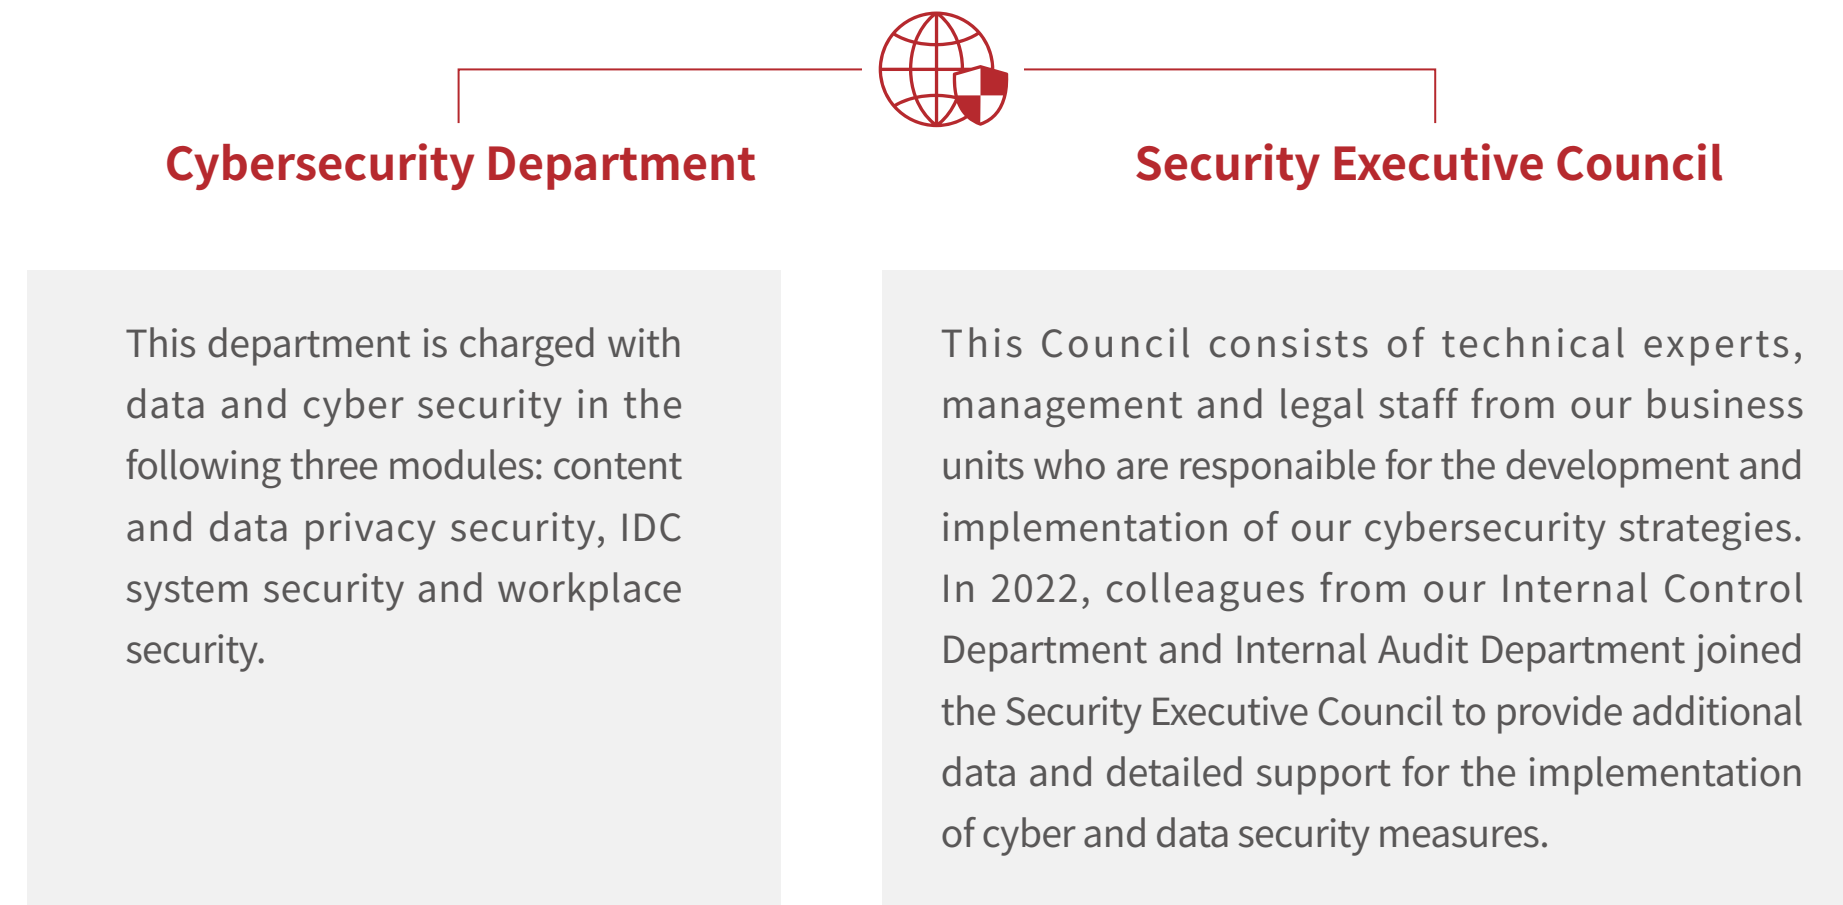 Cybersecurity Department
This department is charged with
data and cyber security in the
following three modules: content
and data privacy security, IDC
system security and workplace
security.
Security Executive Council
This Council consists of technical experts,
management and legal staff from our business
units who are responaible for the development and
implementation of our cybersecurity strategies.
In 2022, colleagues from our Internal Control
Department and Internal Audit Department joined
the Security Executive Council to provide additional
data and detailed support for the implementation
of cyber and data security measures.